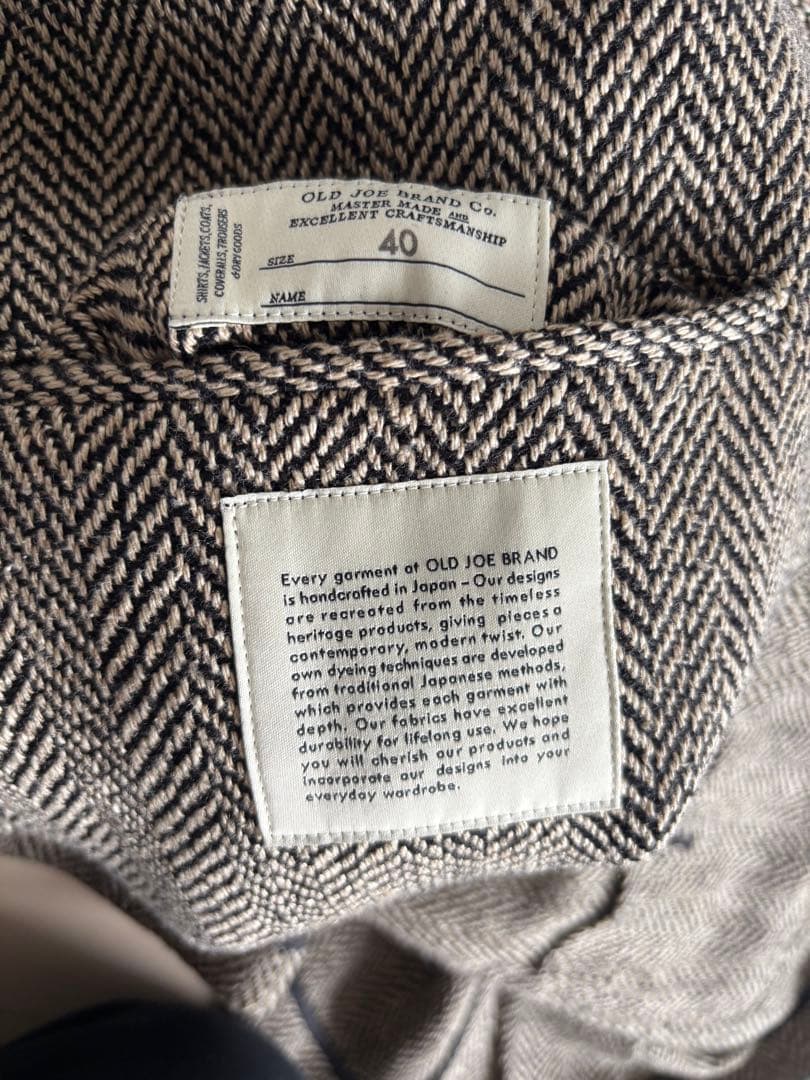 OLD JOE BRAND Co.
MASTER MADE AND
EXCELLENT CRAFTSMANSHIP
SIZE 40
NAME
SHIRTS, JACKETS, COATS,
COVERALLS, TROUSERS
& DRY GOODS
Every garment at OLD JOE BRAND
is handcrafted in Japan – Our designs
are recreated from the timeless
heritage products, giving pieces a
contemporary, modern twist. Our
own dyeing techniques are developed
from traditional Japanese methods,
which provides each garment with
depth. Our fabrics have excellent
durability for lifelong use. We hope
you will cherish our products and
incorporate our designs into your
everyday wardrobe.